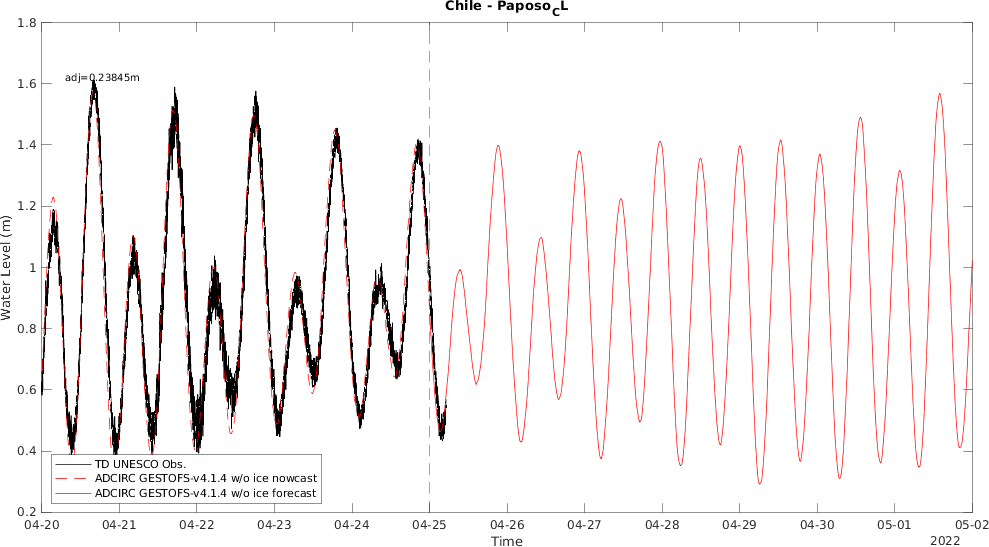 Chile - Paposo_CL
adj=0.23845m
Water Level (m)
1.8
1.6
1.4
1.2
1
0.8
0.6
0.4
0.2
TD UNESCO Obs.
ADCIRC GESTOFS-v4.1.4 w/o ice nowcast
ADCIRC GESTOFS-v4.1.4 w/o ice forecast
04-20 04-21 04-22 04-23 04-24 04-25 04-26 04-27 04-28 04-29 04-30 05-01 05-02
Time
2022